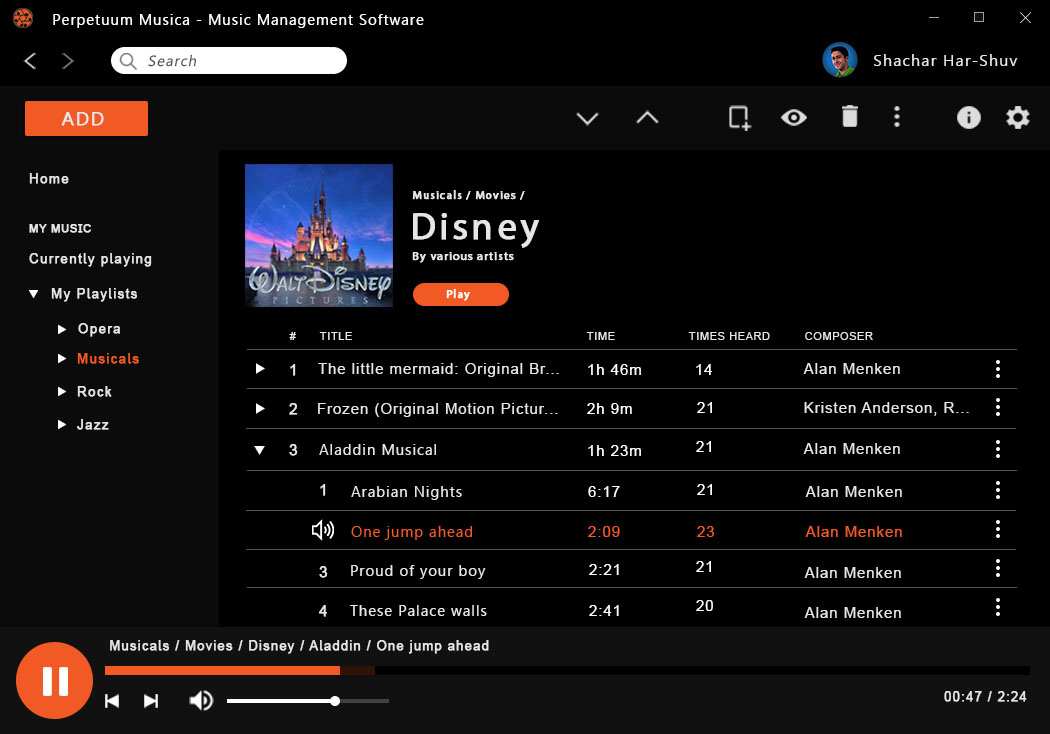 Perpetuum Musica - Music Management Software
Search
Shachar Har-Shuv
ADD
Home
MY MUSIC
Currently playing
My Playlists
Opera
Musicals
Rock
Jazz
WALT DISNEY
PICTURES
Musicals / Movies /
Disney
By various artists
Play
# TITLE TIME TIMES HEARD COMPOSER
1 The little mermaid: Original Br... 1h 46m 14 Alan Menken
2 Frozen (Original Motion Pictur... 2h 9m 21 Kristen Anderson, R...
3 Aladdin Musical 1h 23m 21 Alan Menken
1 Arabian Nights 6:17 21 Alan Menken
One jump ahead 2:09 23 Alan Menken
3 Proud of your boy 2:21 21 Alan Menken
4 These Palace walls 2:41 20 Alan Menken
Musicals / Movies / Disney / Aladdin / One jump ahead
00:47 / 2:24